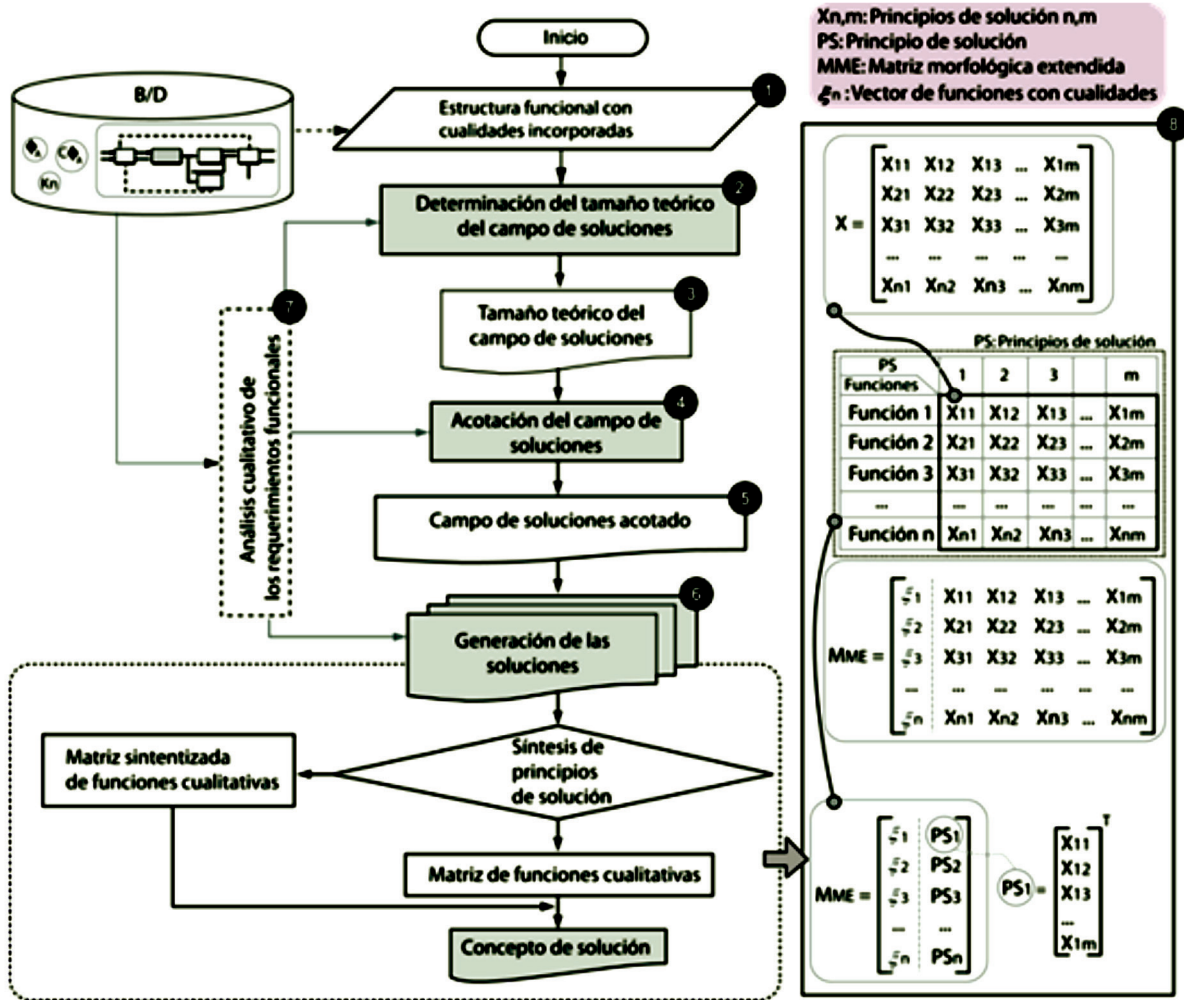 Inicio
Xn,m: Principios de solución n,m
PS: Principio de solución
MME: Matriz morfológica extendida
ξn : Vector de funciones con cualidades
B/D
Kn
1
Estructura funcional con
cualidades incorporadas
2
Determinación del tamaño teórico
del campo de soluciones
3
Tamaño teórico del
campo de soluciones
4
Acotación del campo de
soluciones
5
Campo de soluciones acotado
6
Generación de las
soluciones
7
Análisis cualitativo de
los requerimientos funcionales
Síntesis de
principios
de solución
Matriz sintentizada
de funciones cualitativas
Matriz de funciones cualitativas
Concepto de solución
8
X11 X12 X13 ... X1m
X21 X22 X23 ... X2m
X = X31 X32 X33 ... X3m
... ... ... ... ...
Xn1 Xn2 Xn3 ... Xnm
PS: Principios de solución
PS
Funciones
1 2 3 m
Función 1 X11 X12 X13 ... X1m
Función 2 X21 X22 X23 ... X2m
Función 3 X31 X32 X33 ... X3m
... ... ... ... ... ...
Función n Xn1 Xn2 Xn3 ... Xnm
ξ1 X11 X12 X13 ... X1m
ξ2 X21 X22 X23 ... X2m
MME = ξ3 X31 X32 X33 ... X3m
... ... ... ... ... ...
ξn Xn1 Xn2 Xn3 ... Xnm
ξ1 PS1
ξ2 PS2
MME = ξ3 PS3
... ...
ξn PSn
PS1 =
T
X11
X12
X13
...
X1m